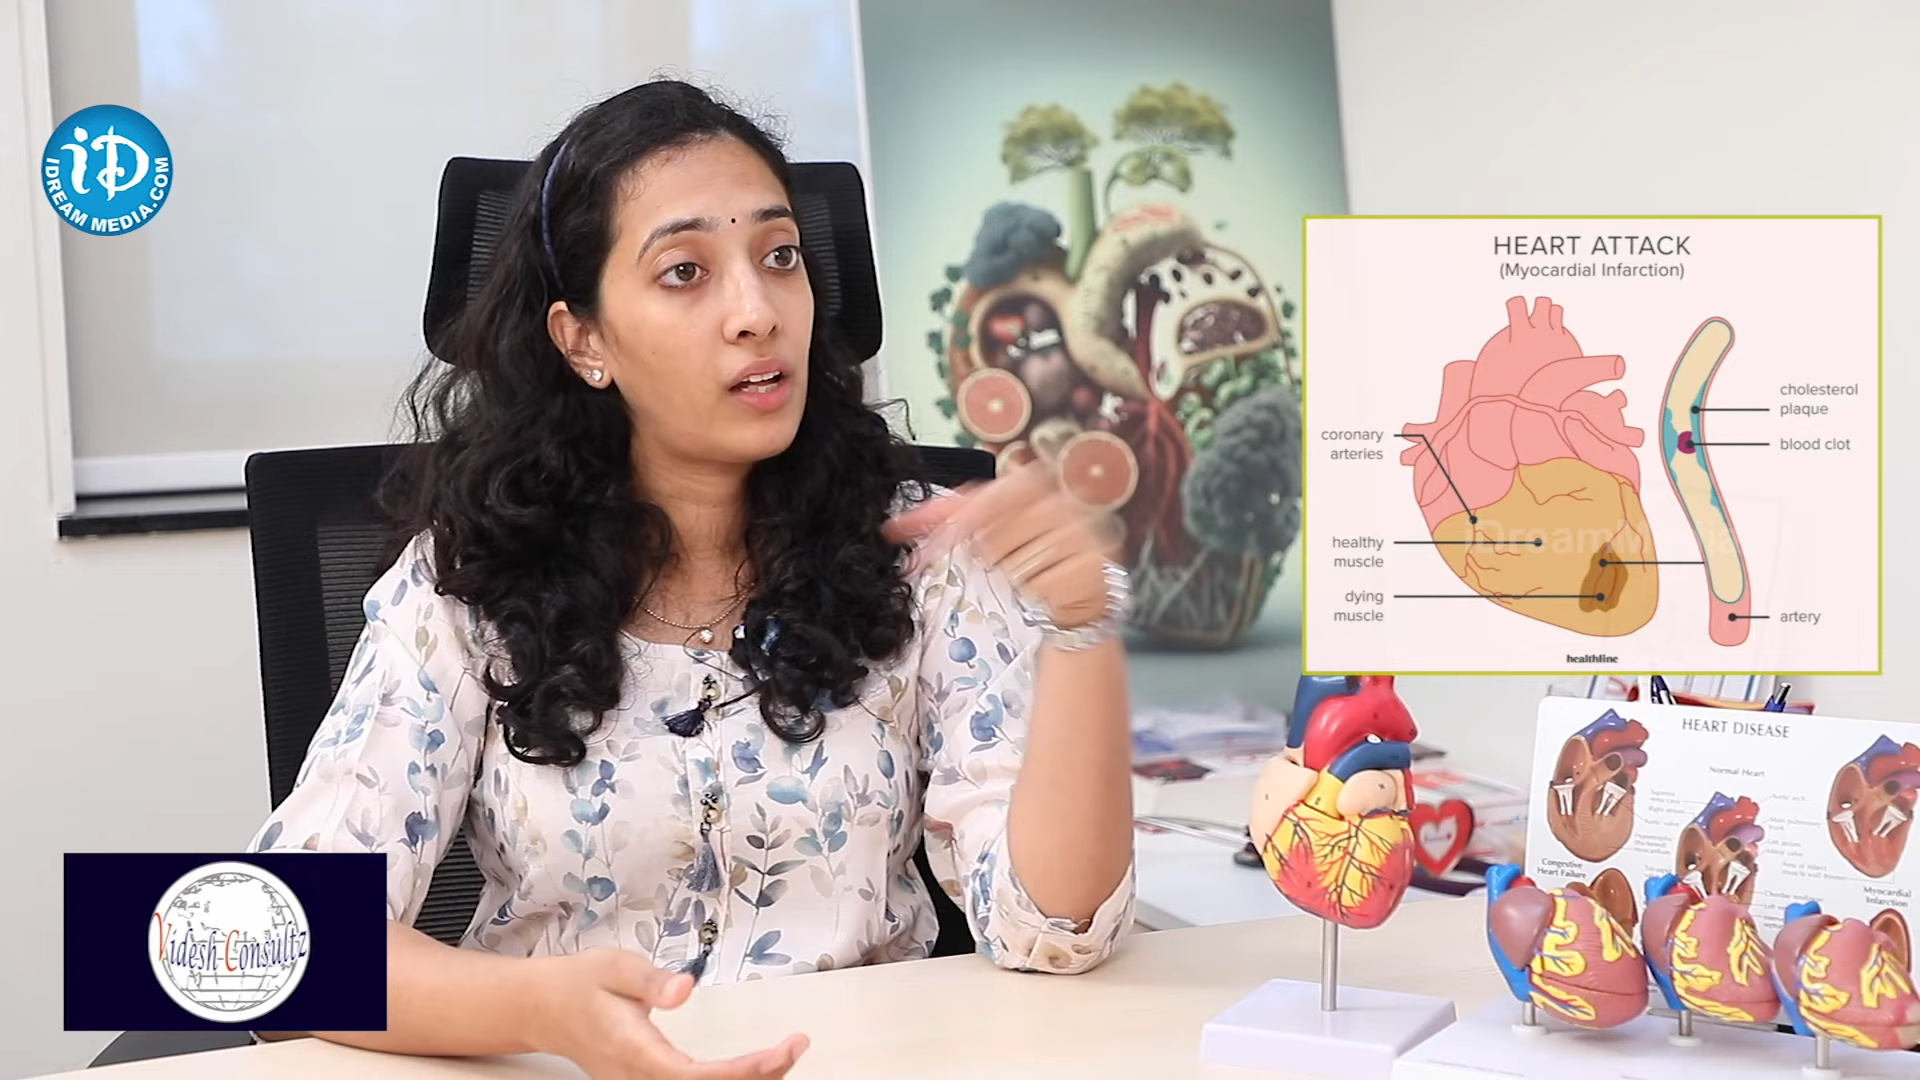 iD
IDREAM MEDIA.COM
HEART ATTACK
(Myocardial Infarction)
cholesterol
plaque
blood clot
coronary
arteries
healthy
muscle
dying
muscle
artery
healthline
iDreamMedia
HEART DISEASE
Normal Heart
Congestive
Heart Failure
Myocardial
Infarction
Videsh-Consultz